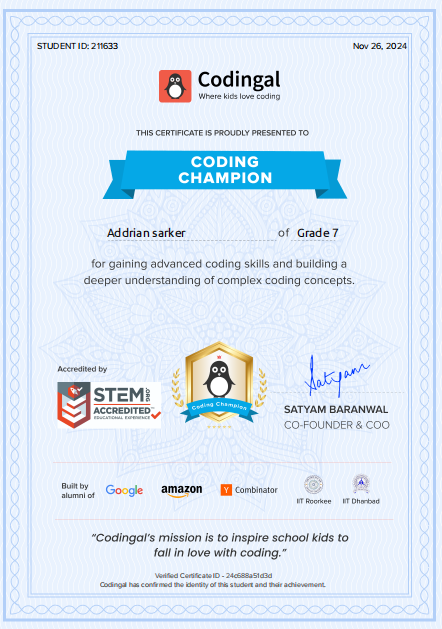 STUDENT ID: 211633
Nov 26, 2024
Codingal
Where kids love coding
THIS CERTIFICATE IS PROUDLY PRESENTED TO
CODING
CHAMPION
Addrian sarker of Grade 7
for gaining advanced coding skills and building a
deeper understanding of complex coding concepts.
Accredited by
STEM.ORG
ACCREDITED
EDUCATIONAL EXPERIENCE
Coding Champion
Satyam
SATYAM BARANWAL
CO-FOUNDER & COO
Built by
alumni of
Google
amazon
Y Combinator
IIT Roorkee
IIT Dhanbad
“Codingal’s mission is to inspire school kids to
fall in love with coding.”
Verified Certificate ID - 24c688a51d3d
Codingal has confirmed the identity of this student and their achievement.